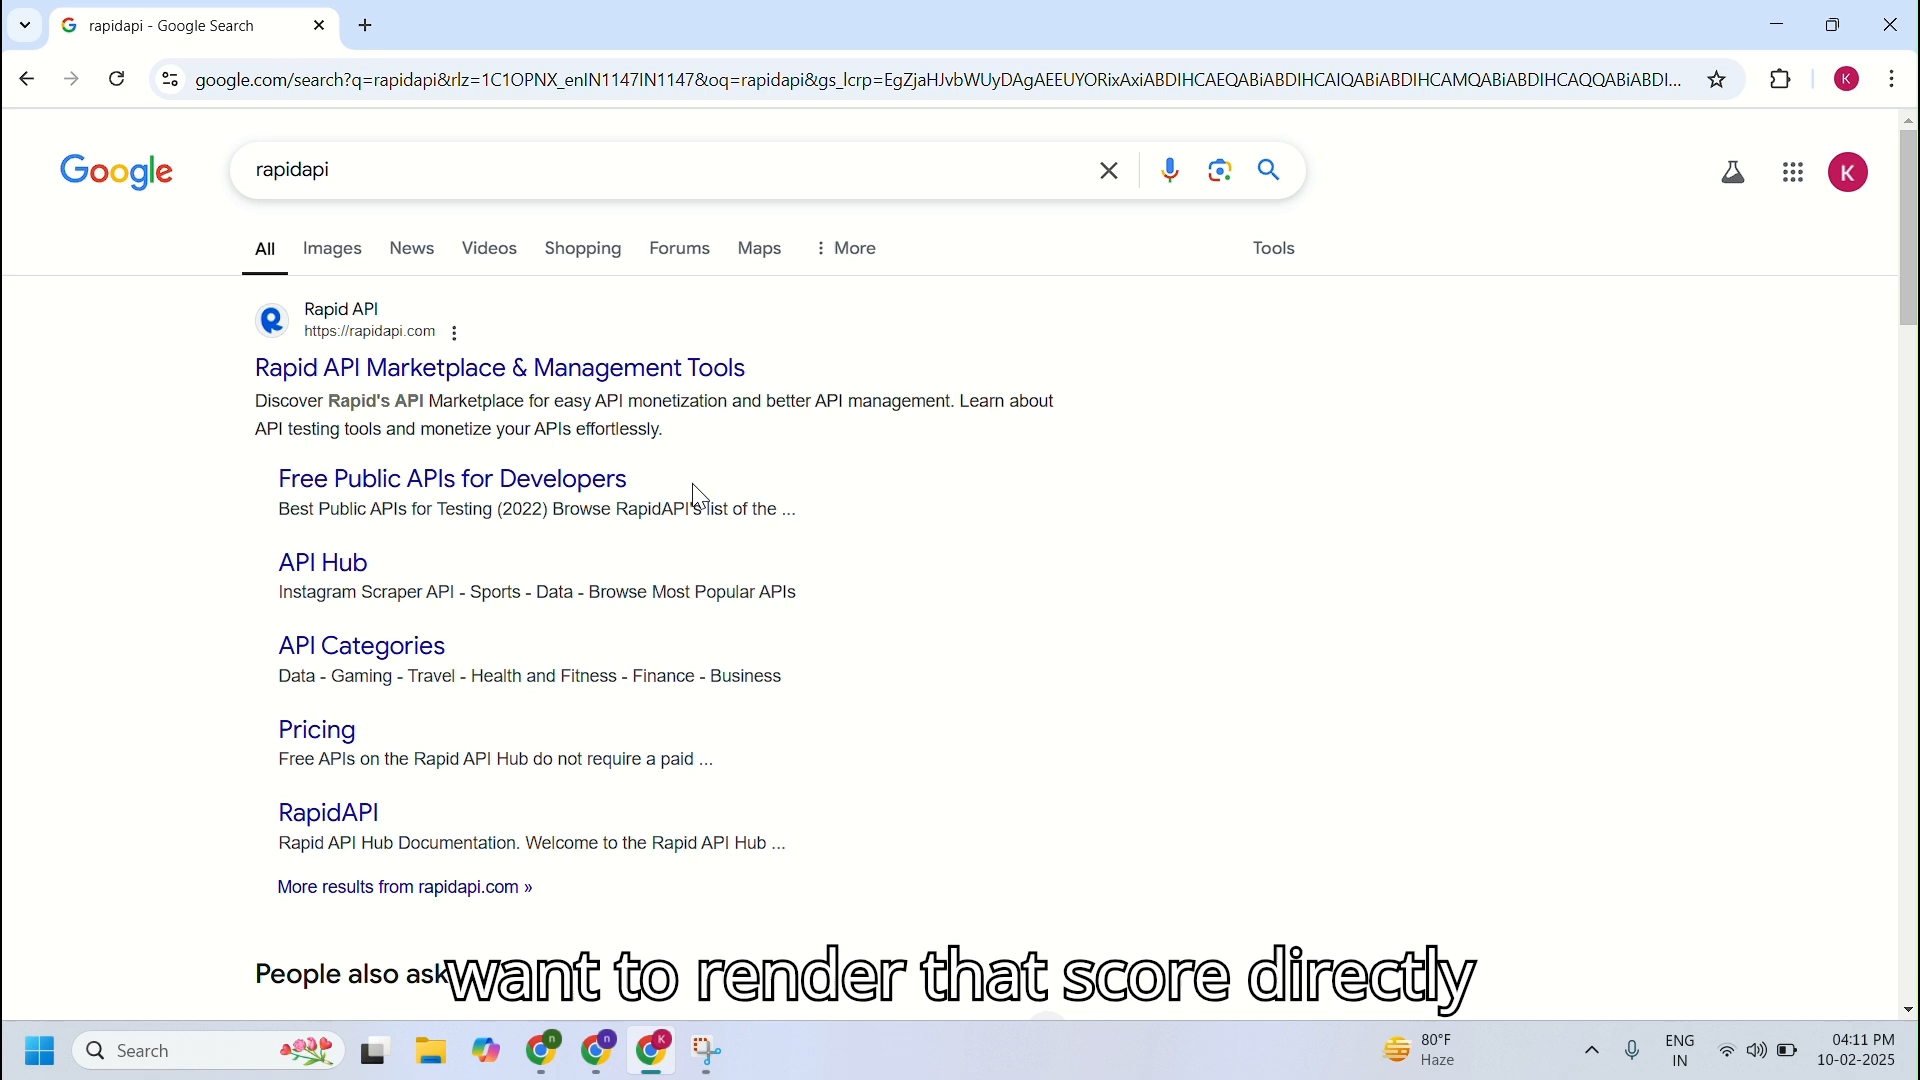 rapidapi - Google Search
google.com/search?q=rapidapi&rlz=1C1OPNX_enIN1147IN1147&oq=rapidapi&gs_lcrp=EgZjaHJvbWUyDAgAEEUYORixAxiABDIHCAEQABiABDIHCAIQABiABDIHCAMQABiABDIHCAQQABiABDI...
K
Google
rapidapi
K
All Images News Videos Shopping Forums Maps More Tools
Rapid API
https://rapidapi.com
Rapid API Marketplace & Management Tools
Discover Rapid's API Marketplace for easy API monetization and better API management. Learn about
API testing tools and monetize your APIs effortlessly.
Free Public APIs for Developers
Best Public APIs for Testing (2022) Browse RapidAPI's list of the ...
API Hub
Instagram Scraper API - Sports - Data - Browse Most Popular APIs
API Categories
Data - Gaming - Travel - Health and Fitness - Finance - Business
Pricing
Free APIs on the Rapid API Hub do not require a paid ...
RapidAPI
Rapid API Hub Documentation. Welcome to the Rapid API Hub ...
More results from rapidapi.com »
People also ask
want to render that score directly
Search
n
n
K
80°F
Haze
ENG
IN
04:11 PM
10-02-2025